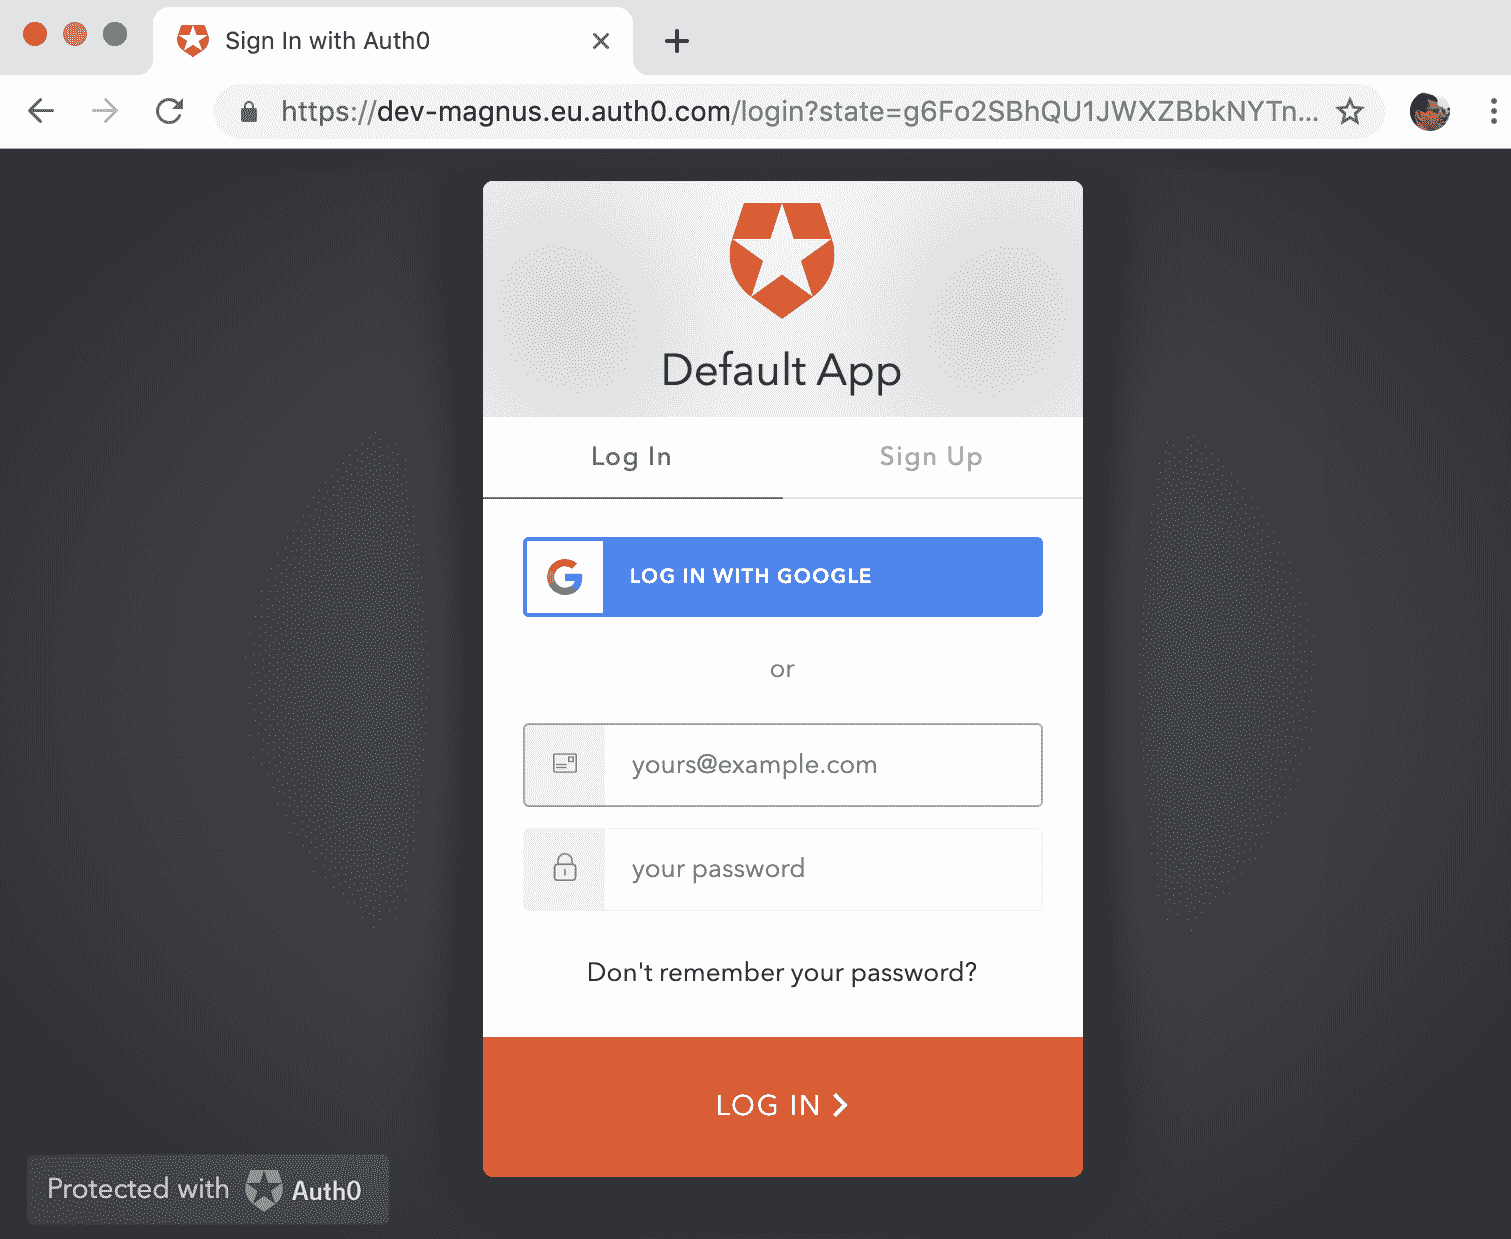 Sign In with Auth0
https://dev-magnus.eu.auth0.com/login?state=g6Fo2SBhQU1JWXZBbkNYTn...
Default App
Log In
Sign Up
LOG IN WITH GOOGLE
or
yours@example.com
your password
Don't remember your password?
LOG IN
Protected with Auth0